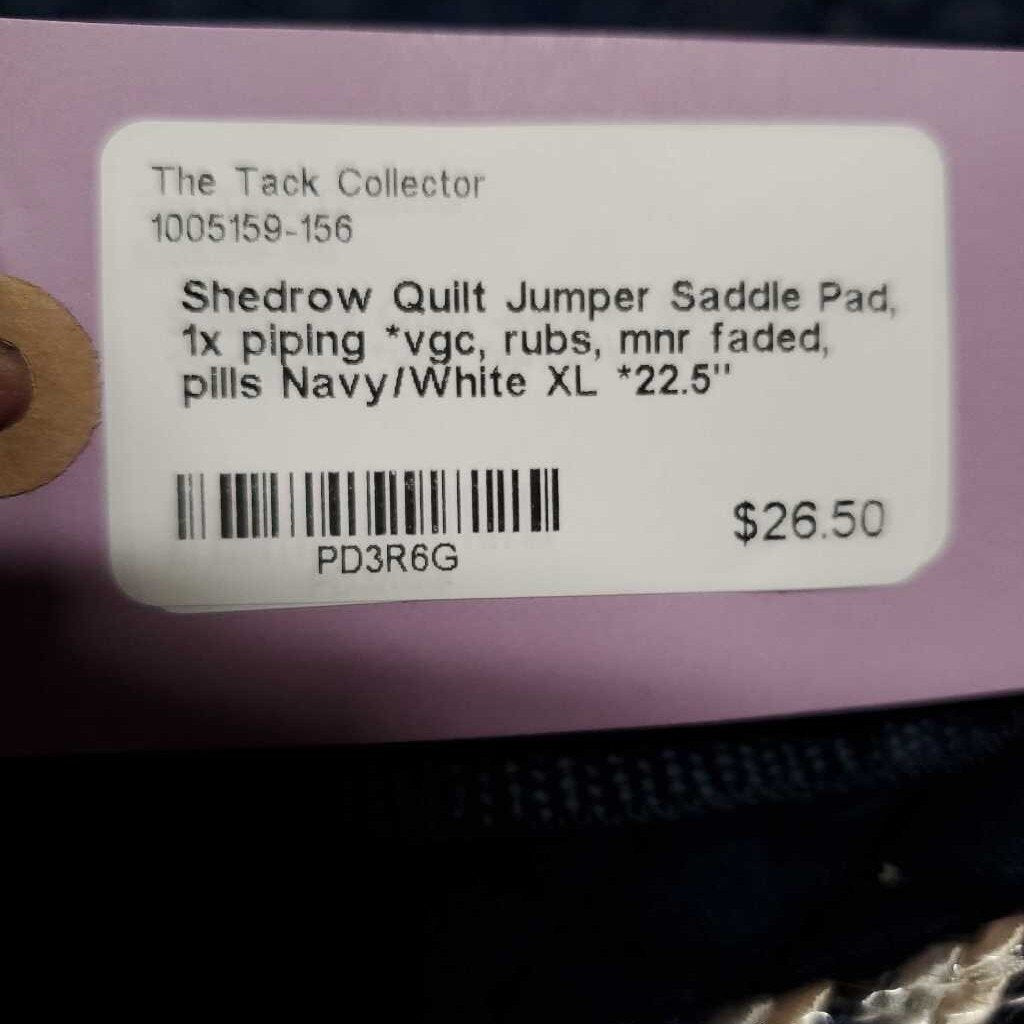 The Tack Collector
1005159-156
Shedrow Quilt Jumper Saddle Pad,
1x piping *vgc, rubs, mnr faded,
pills Navy/White XL *22.5"
PD3R6G
$26.50